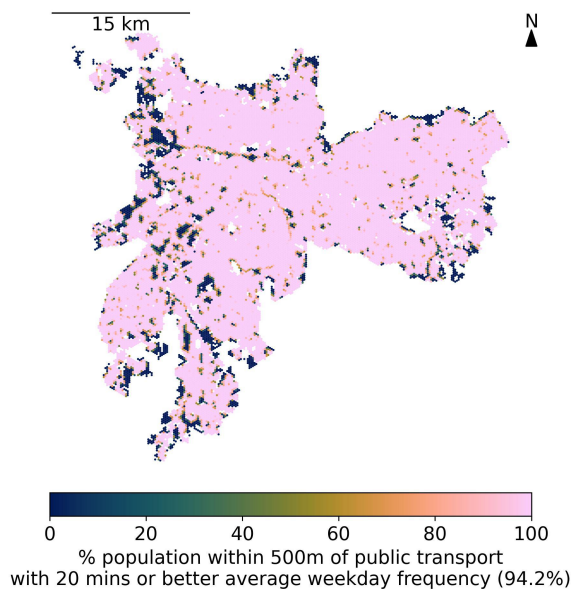 15 km
N
0 20 40 60 80 100
% population within 500m of public transport
with 20 mins or better average weekday frequency (94.2%)